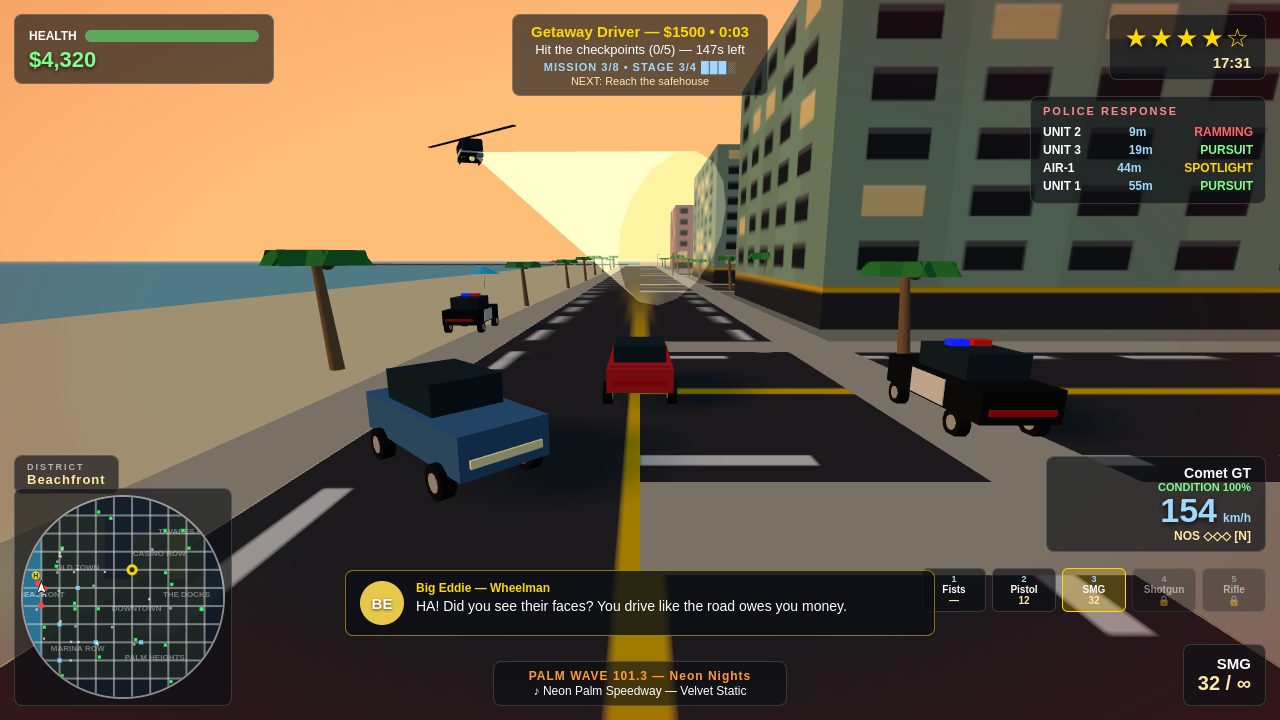 HEALTH
$4,320
Getaway Driver — $1500 • 0:03
Hit the checkpoints (0/5) — 147s left
MISSION 3/8 • STAGE 3/4
NEXT: Reach the safehouse
★★★★☆
17:31
POLICE RESPONSE
UNIT 2 9m RAMMING
UNIT 3 19m PURSUIT
AIR-1 44m SPOTLIGHT
UNIT 1 55m PURSUIT
DISTRICT
Beachfront
CASINO ROW
THE DOCKS
DOWNTOWN
MARINA ROW
PALM HEIGHTS
Comet GT
CONDITION 100%
154 km/h
NOS ◇◇◇ [N]
BE
Big Eddie — Wheelman
HA! Did you see their faces? You drive like the road owes you money.
1 Fists —
2 Pistol 12
3 SMG 32
4 Shotgun
5 Rifle
PALM WAVE 101.3 — Neon Nights
♪ Neon Palm Speedway — Velvet Static
SMG
32 / ∞